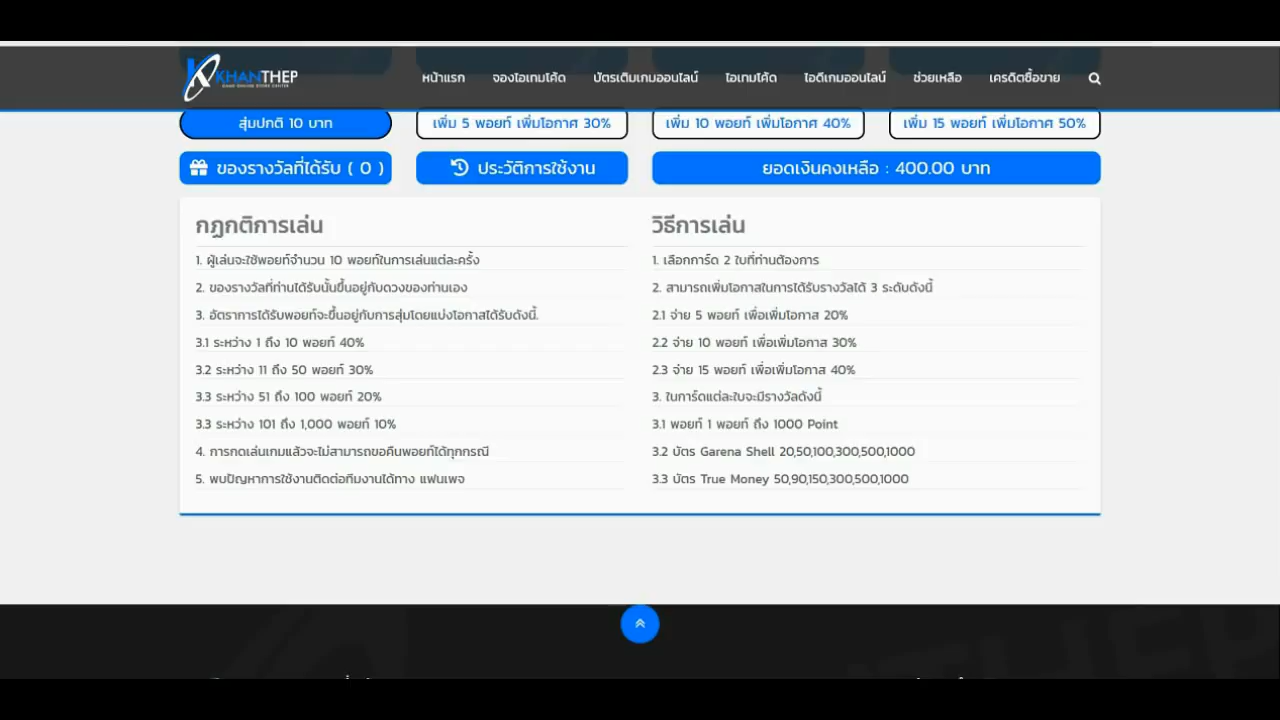 KHANTHEP
หน้าแรก
จองไอเทมโค้ด
บัตรเติมเกมออนไลน์
ไอเทมโค้ด
ไอดีเกมออนไลน์
ช่วยเหลือ
เครดิตซื้อขาย
สุ่มปกติ 10 บาท
เพิ่ม 5 พอยท์ เพิ่มโอกาศ 30%
เพิ่ม 10 พอยท์ เพิ่มโอกาศ 40%
เพิ่ม 15 พอยท์ เพิ่มโอกาศ 50%
ของรางวัลที่ได้รับ ( 0 )
ประวัติการใช้งาน
ยอดเงินคงเหลือ : 400.00 บาท
กฏกติการเล่น
1. ผู้เล่นจะใช้พอยท์จำนวน 10 พอยท์ในการเล่นแต่ละครั้ง
2. ของรางวัลที่ท่านได้รับนั้นขึ้นอยู่กับดวงของท่านเอง
3. อัตราการได้รับพอยท์จะขึ้นอยู่กับการสุ่มโดยแบ่งโอกาสได้รับดังนี้.
3.1 ระหว่าง 1 ถึง 10 พอยท์ 40%
3.2 ระหว่าง 11 ถึง 50 พอยท์ 30%
3.3 ระหว่าง 51 ถึง 100 พอยท์ 20%
3.3 ระหว่าง 101 ถึง 1,000 พอยท์ 10%
4. การกดเล่นเกมแล้วจะไม่สามารถขอคืนพอยท์ได้ทุกกรณี
5. พบปัญหาการใช้งานติดต่อทีมงานได้ทาง แฟนเพจ
วิธีการเล่น
1. เลือกการ์ด 2 ใบที่ท่านต้องการ
2. สามารถเพิ่มโอกาสในการได้รับรางวัลได้ 3 ระดับดังนี้
2.1 จ่าย 5 พอยท์ เพื่อเพิ่มโอกาส 20%
2.2 จ่าย 10 พอยท์ เพื่อเพิ่มโอกาส 30%
2.3 จ่าย 15 พอยท์ เพื่อเพิ่มโอกาส 40%
3. ในการ์ดแต่ละใบจะมีรางวัลดังนี้
3.1 พอยท์ 1 พอยท์ ถึง 1000 Point
3.2 บัตร Garena Shell 20,50,100,300,500,1000
3.3 บัตร True Money 50,90,150,300,500,1000